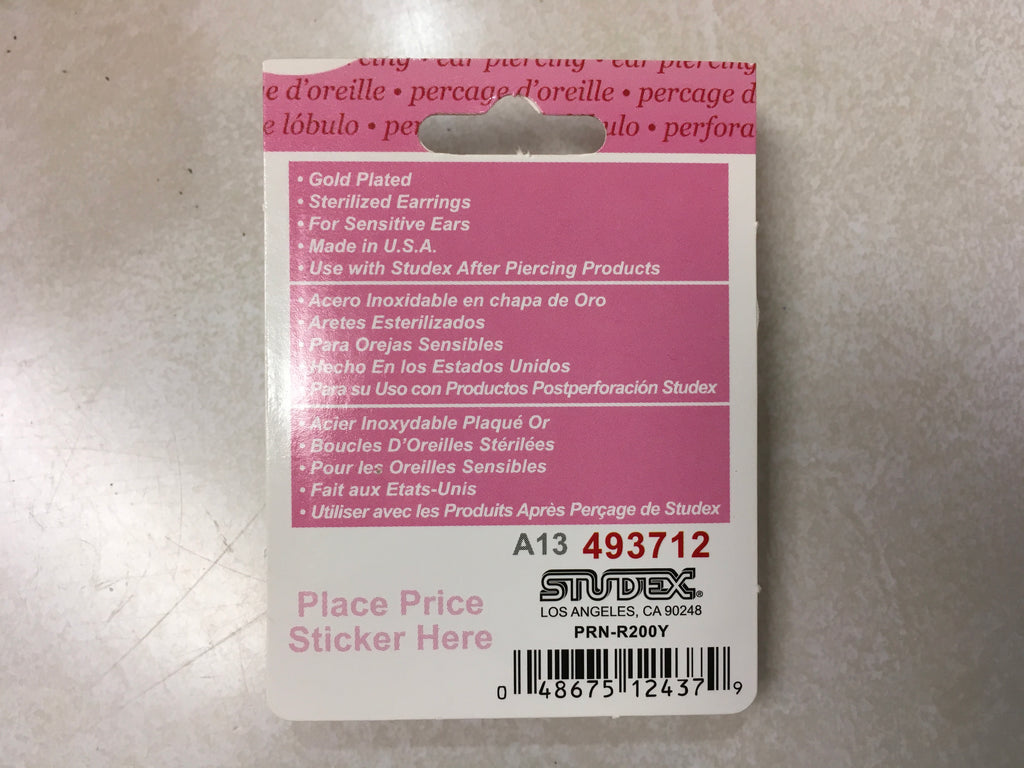 ear piercing • ear piercing
e d'oreille • percage d'oreille • percage d
e lóbulo • per ulo • perfora
• Gold Plated
• Sterilized Earrings
• For Sensitive Ears
• Made in U.S.A.
• Use with Studex After Piercing Products
• Acero Inoxidable en chapa de Oro
• Aretes Esterilizados
• Para Orejas Sensibles
• Hecho En los Estados Unidos
• Para su Uso con Productos Postperforación Studex
• Acier Inoxydable Plaqué Or
• Boucles D'Oreilles Stérilées
• Pour les Oreilles Sensibles
• Fait aux Etats-Unis
• Utiliser avec les Produits Après Perçage de Studex
A13 493712
STUDEX®
LOS ANGELES, CA 90248
PRN-R200Y
Place Price
Sticker Here
0 48675 12437 9